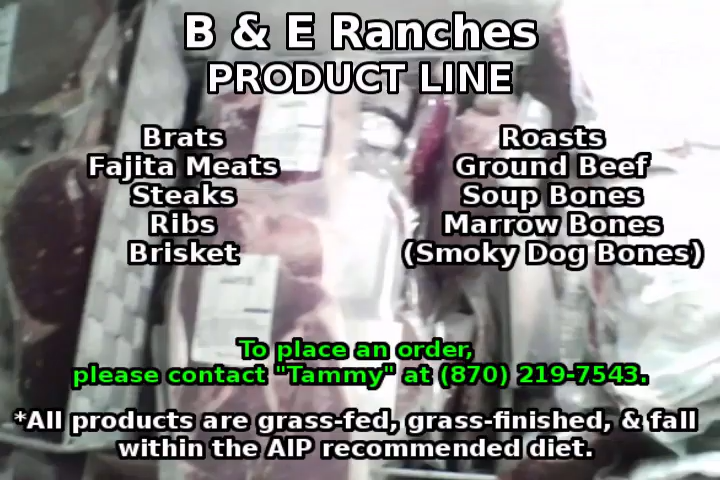 B & E Ranches
PRODUCT LINE
Brats
Fajita Meats
Steaks
Ribs
Brisket
Roasts
Ground Beef
Soup Bones
Marrow Bones
(Smoky Dog Bones)
To place an order,
please contact "Tammy" at (870) 219-7543.
*All products are grass-fed, grass-finished, & fall
within the AIP recommended diet.